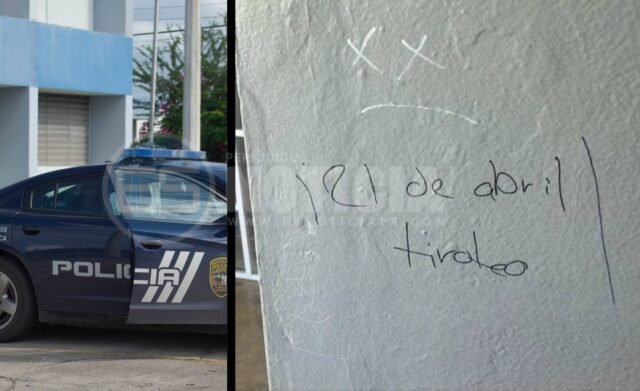 POLICIA
X X
¡21 de abril
tiroteo